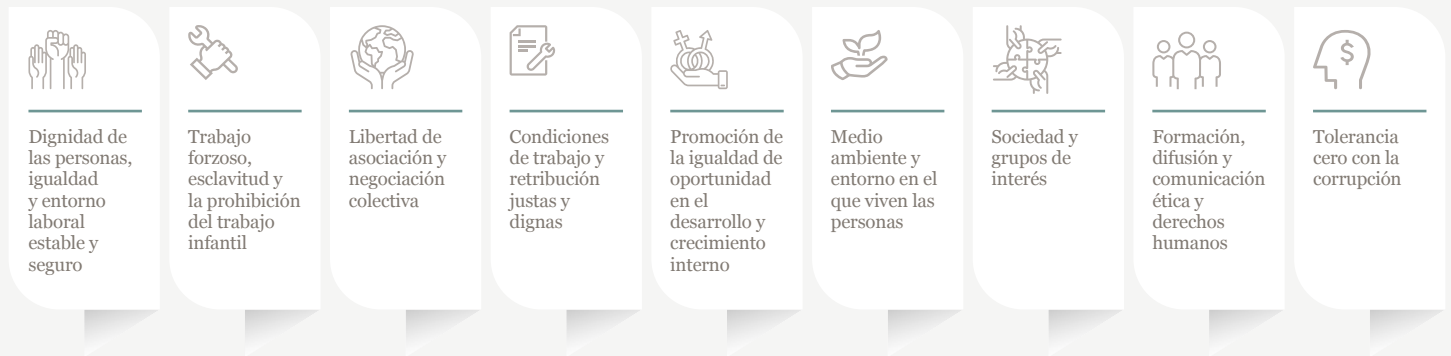 Dignidad de
las personas,
igualdad
y entorno
laboral
estable y
seguro
Trabajo
forzoso,
esclavitud y
la prohibición
del trabajo
infantil
Libertad de
asociación y
negociación
colectiva
Condiciones
de trabajo y
retribución
justas y
dignas
Promoción de
la igualdad de
oportunidad
en el
desarrollo y
crecimiento
interno
Medio
ambiente y
entorno en el
que viven las
personas
Sociedad y
grupos de
interés
Formación,
difusión y
comunicación
ética y
derechos
humanos
$
Tolerancia
cero con la
corrupción